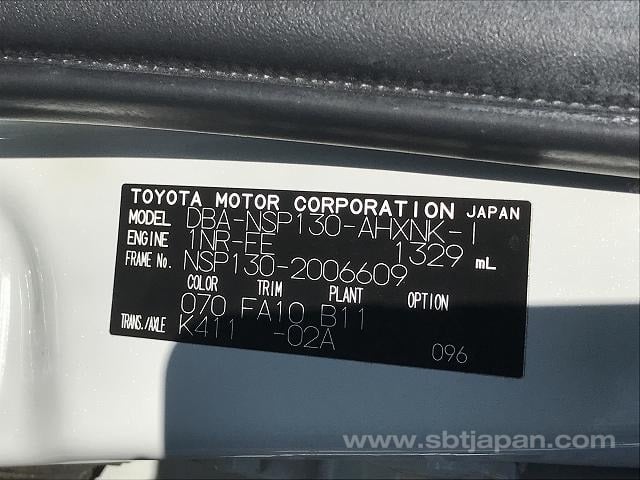 TOYOTA MOTOR CORPORATION JAPAN
MODEL DBA-NSP130-AHXNK-I
ENGINE 1NR-FE 1329 mL
FRAME NO. NSP130-2006609
COLOR TRIM PLANT OPTION
070 FA10 B11
TRANS./AXLE K411 -02A
096
www.sbtjapan.com